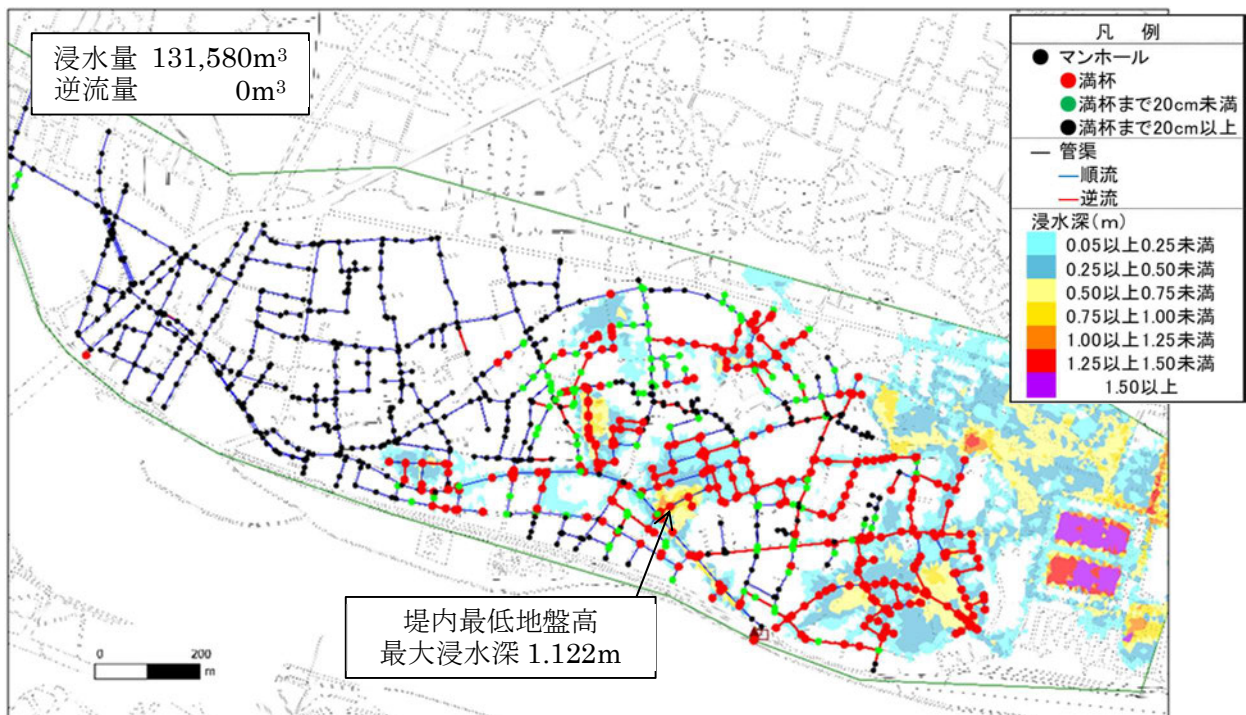 浸水量 131,580m³
逆流量 0m³
凡 例
マンホール
満杯
満杯まで20cm未満
満杯まで20cm以上
管渠
順流
逆流
浸水深(m)
0.05以上0.25未満
0.25以上0.50未満
0.50以上0.75未満
0.75以上1.00未満
1.00以上1.25未満
1.25以上1.50未満
1.50以上
堤内最低地盤高
最大浸水深 1.122m
0 200
m